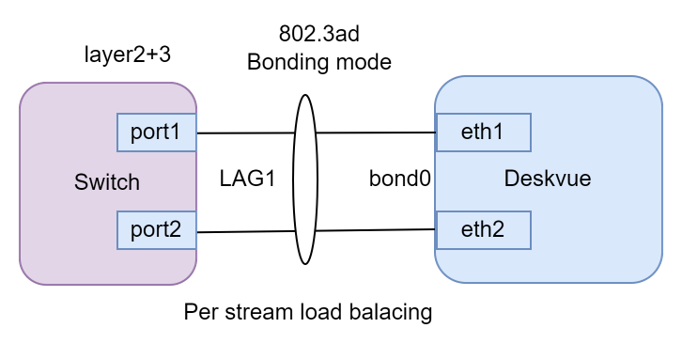 802.3ad
Bonding mode
layer2+3
port1
eth1
Switch
LAG1
bond0
Deskvue
port2
eth2
Per stream load balacing